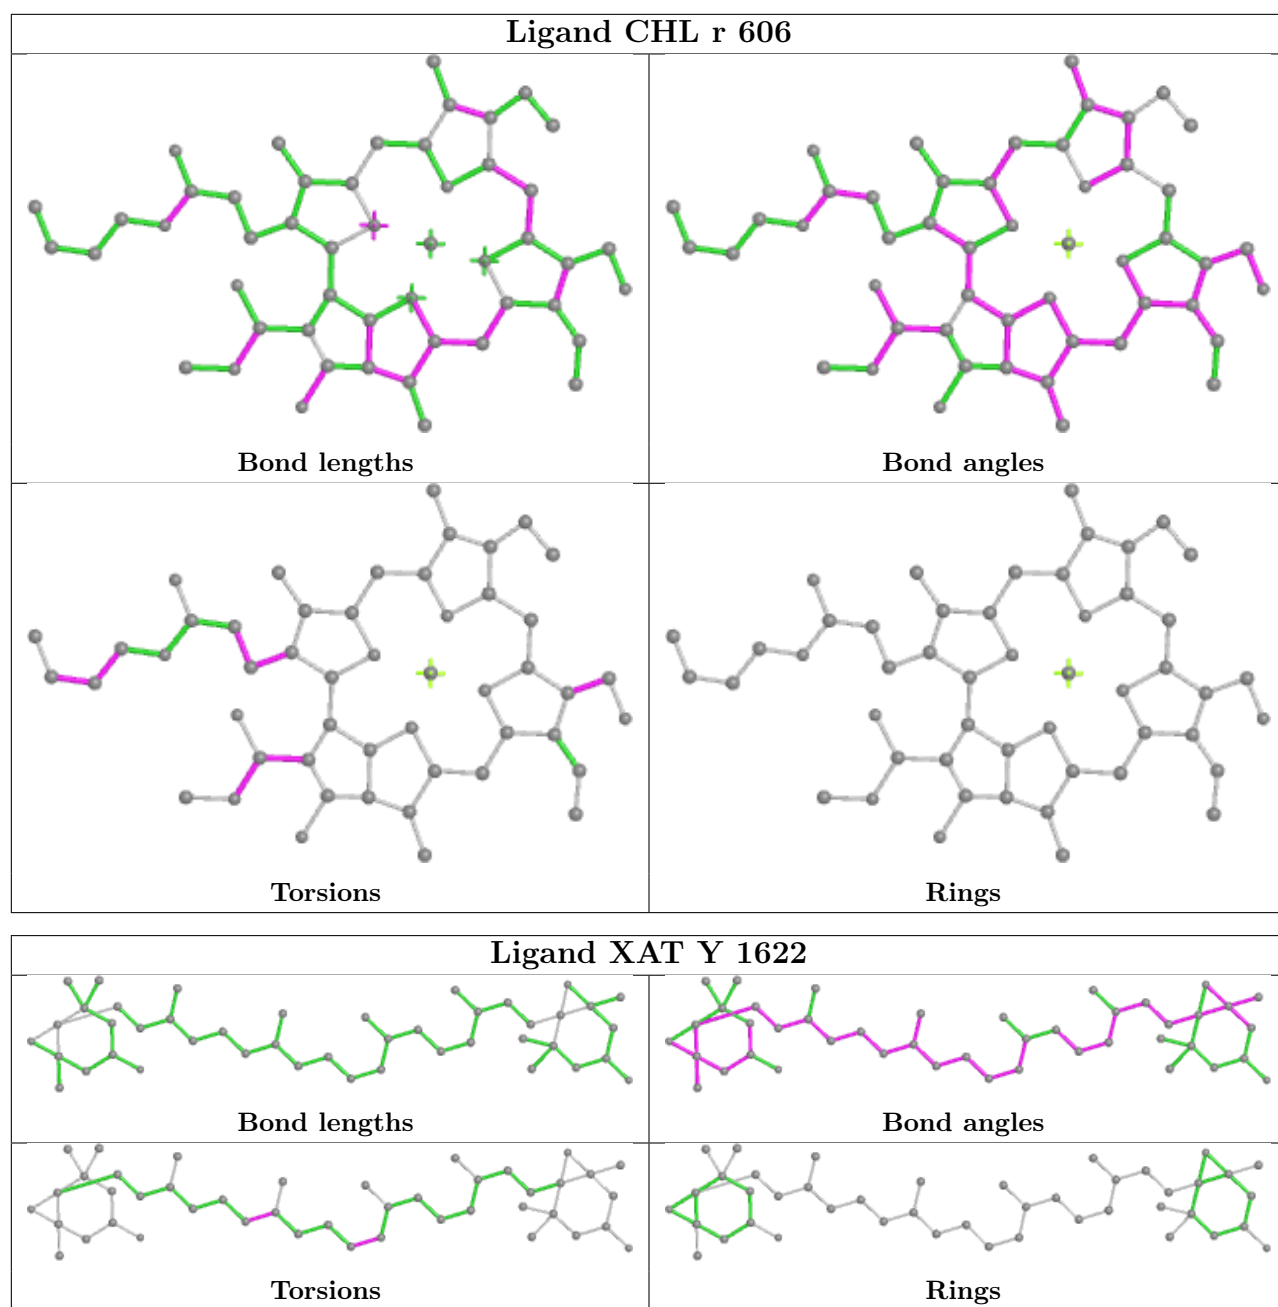 Ligand CHL r 606
Bond lengths
Bond angles
Torsions
Rings
Ligand XAT Y 1622
Bond lengths
Bond angles
Torsions
Rings